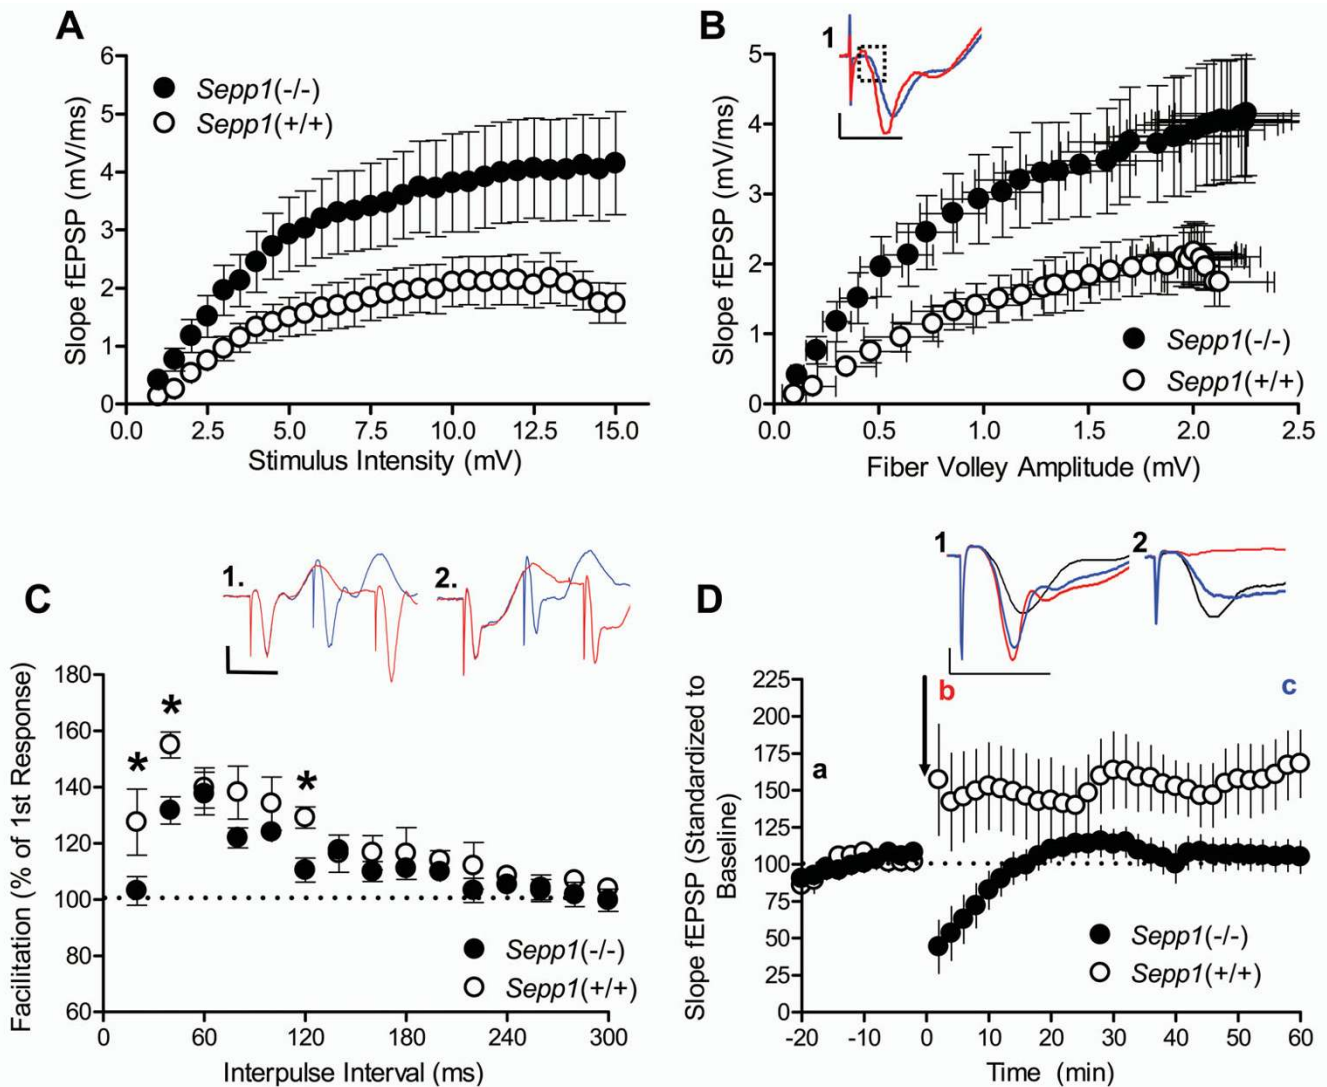 A
6
5
4
3
2
1
0
Slope fEPSP (mV/ms)
Sepp1(-/-)
Sepp1(+/+)
0.0 2.5 5.0 7.5 10.0 12.5 15.0
Stimulus Intensity (mV)
B
1
5
4
3
2
1
0
Slope fEPSP (mV/ms)
Sepp1(-/-)
Sepp1(+/+)
0.0 0.5 1.0 1.5 2.0 2.5
Fiber Volley Amplitude (mV)
C
1. 2.
180
160
140
120
100
80
60
Facilitation (% of 1st Response)
* * *
Sepp1(-/-)
Sepp1(+/+)
0 60 120 180 240 300
Interpulse Interval (ms)
D
1 2
225
200
175
150
125
100
75
50
25
0
Slope fEPSP (Standardized to
Baseline)
a b c
Sepp1(-/-)
Sepp1(+/+)
-20 -10 0 10 20 30 40 50 60
Time (min)